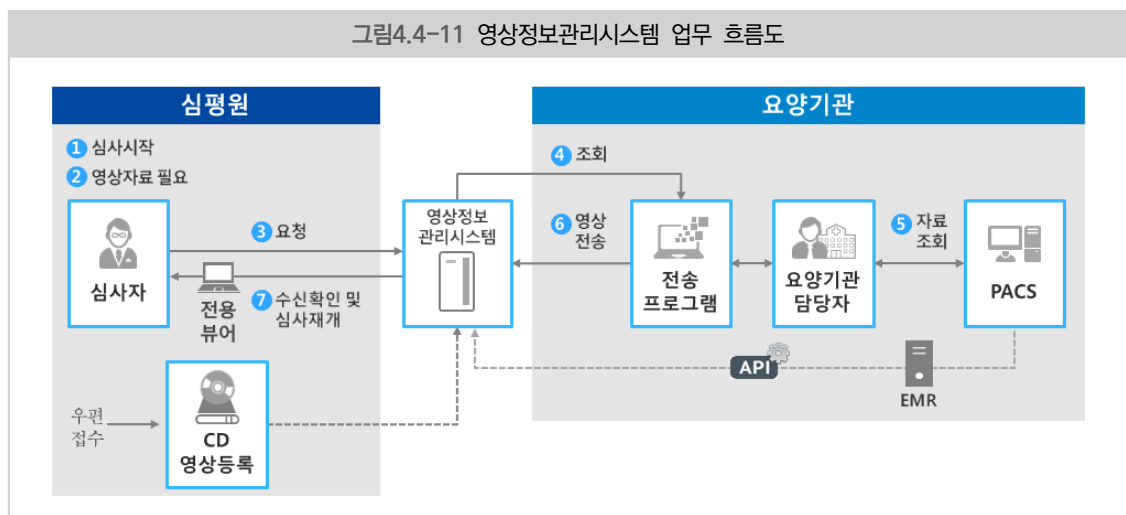 그림4.4-11 영상정보관리시스템 업무 흐름도
심평원
요양기관
1 심사시작
2 영상자료 필요
심사자
3 요청
전용
뷰어
7 수신확인 및
심사재개
영상정보
관리시스템
4 조회
6 영상
전송
전송
프로그램
요양기관
담당자
5 자료
조회
PACS
API
EMR
우편
접수
CD
영상등록